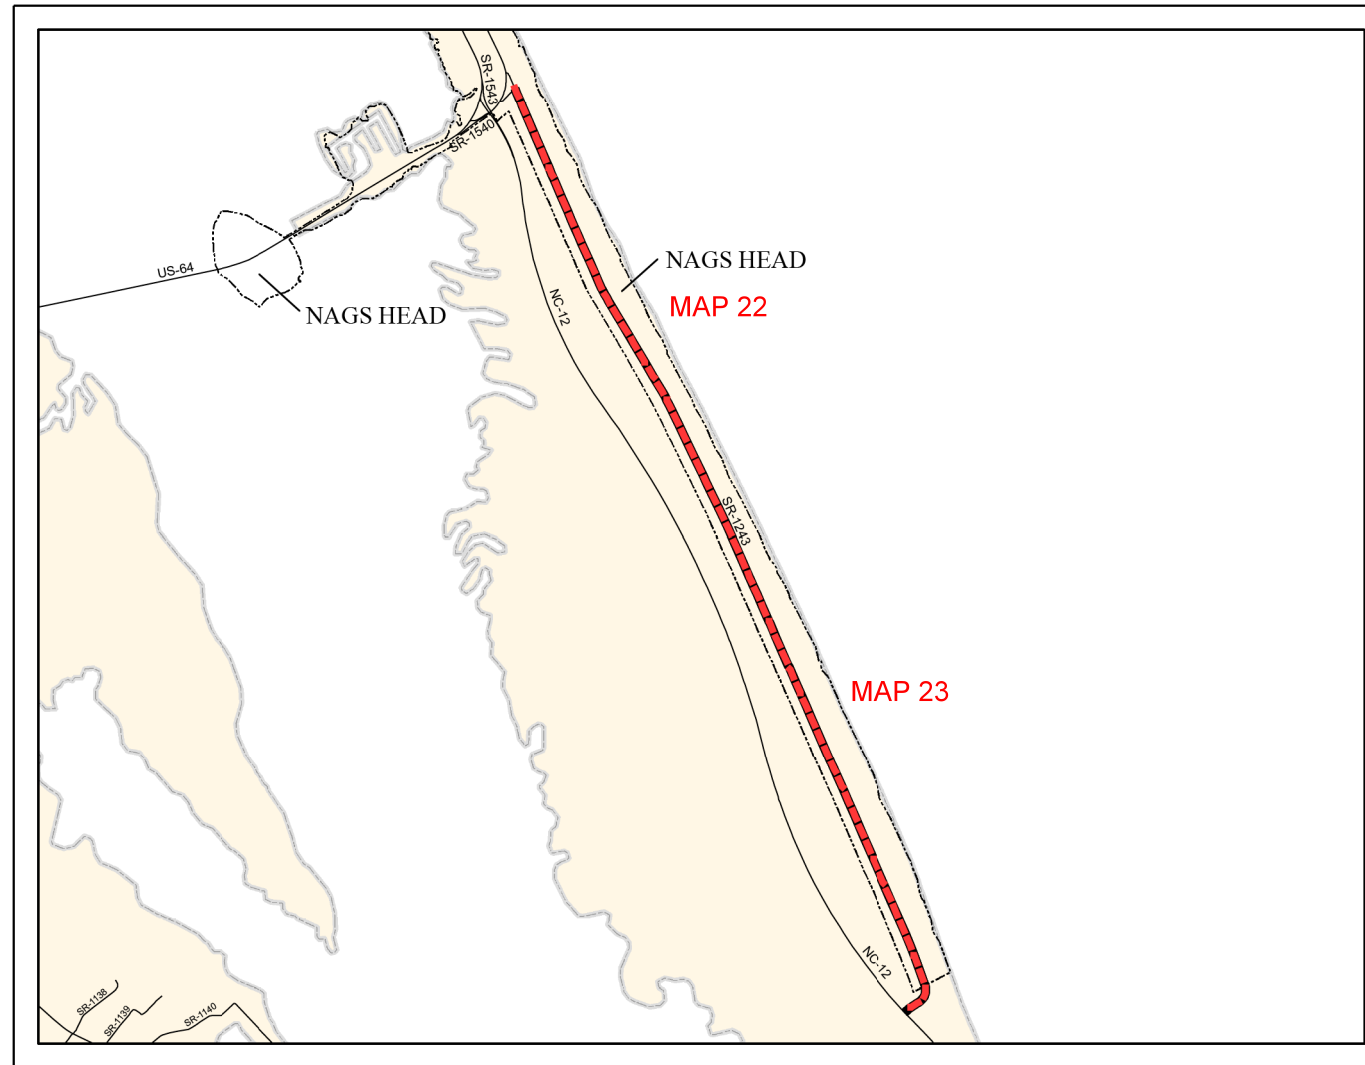 SR-1543
SR-1540
US-64
NAGS HEAD
NAGS HEAD
MAP 22
NC-12
SR-1243
MAP 23
NC-12
SR-1138
SR-1139
SR-1140